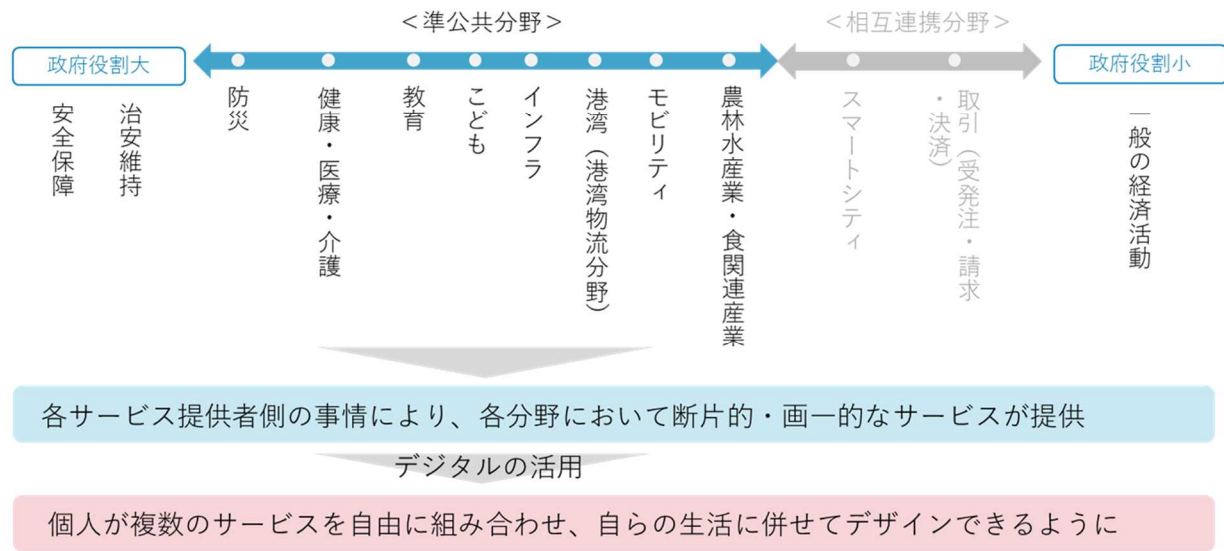 ＜準公共分野＞
＜相互連携分野＞
政府役割大
政府役割小
安全保障
治安維持
防災
健康・医療・介護
教育
こども
インフラ
港湾（港湾物流分野）
モビリティ
農林水産業・食関連産業
スマートシティ
取引（受発注・請求
・決済）
一般の経済活動
各サービス提供者側の事情により、各分野において断片的・画一的なサービスが提供
デジタルの活用
個人が複数のサービスを自由に組み合わせ、自らの生活に併せてデザインできるように